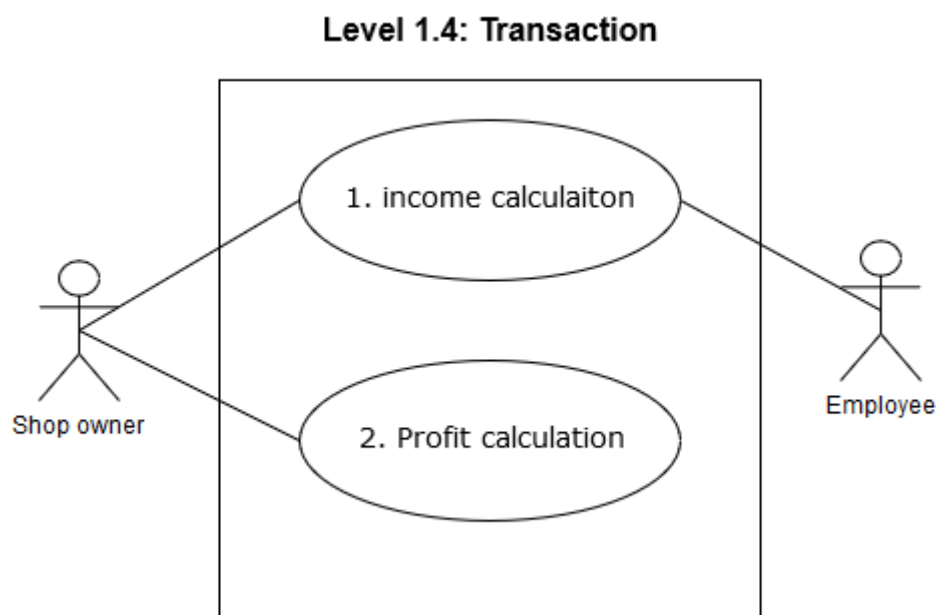 Level 1.4: Transaction
1. income calculaiton
Shop owner
Employee
2. Profit calculation